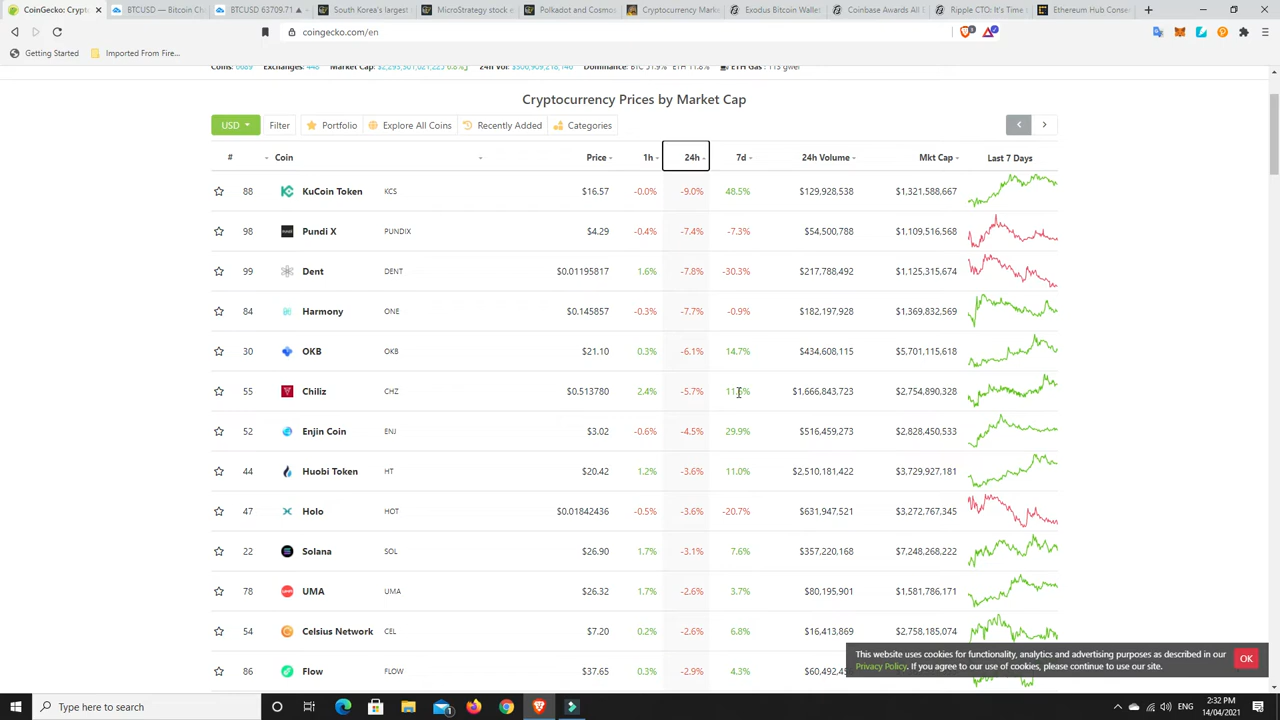 CoinGecko: Crypto
BTCUSD — Bitcoin Ch
BTCUSD 63709.71 ▲
South Korea's largest
MicroStrategy stock e
Polkadot and Cosmos
Cryptocurrency Marke
Exodus Bitcoin Wallet
Coinbase Awards All
Ripple CTO: It's Time
Ethereum Hub Conse
coingecko.com/en
Getting Started Imported From Fire...
Coins: 6689 Exchanges: 448 Market Cap: 24h Vol: Dominance: BTC 51.9% ETH 11.8% ETH Gas: 113 gwei
Cryptocurrency Prices by Market Cap
USD Filter Portfolio Explore All Coins Recently Added Categories
# Coin Price 1h 24h 7d 24h Volume Mkt Cap Last 7 Days
88 KuCoin Token KCS $16.57 -0.0% -9.0% 48.5% $129,928,538 $1,321,588,667
98 Pundi X PUNDIX $4.29 -0.4% -7.4% -7.3% $54,500,788 $1,109,516,568
99 Dent DENT $0.01195817 1.6% -7.8% -30.3% $217,788,492 $1,125,315,674
84 Harmony ONE $0.145857 -0.3% -7.7% -0.9% $182,197,928 $1,369,832,569
30 OKB OKB $21.10 0.3% -6.1% 14.7% $434,608,115 $5,701,115,618
55 Chiliz CHZ $0.513780 2.4% -5.7% $1,666,843,723 $2,754,890,328
52 Enjin Coin ENJ $3.02 -0.6% -4.5% 29.9% $516,459,273 $2,828,450,533
44 Huobi Token HT $20.42 1.2% -3.6% 11.0% $2,510,181,422 $3,729,927,181
47 Holo HOT $0.01842436 -0.5% -3.6% -20.7% $631,947,521 $3,272,767,345
22 Solana SOL $26.90 1.7% -3.1% 7.6% $357,220,168 $7,248,268,222
78 UMA UMA $26.32 1.7% -2.6% 3.7% $80,195,901 $1,581,786,171
54 Celsius Network CEL $7.20 0.2% -2.6% 6.8% $16,413,869 $2,758,185,074
86 Flow FLOW $37.65 0.3% -2.9% 4.3%
This website uses cookies for functionality, analytics and advertising purposes as described in our
Privacy Policy. If you agree to our use of cookies, please continue to use our site.
OK
Type here to search
ENG
2:32 PM
14/04/2021